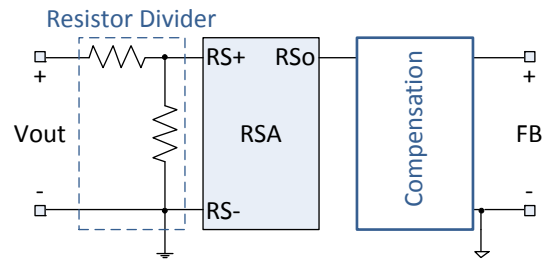 Resistor Divider
RS+ RSo
+ +
Vout RSA Compensation FB
- -
RS-